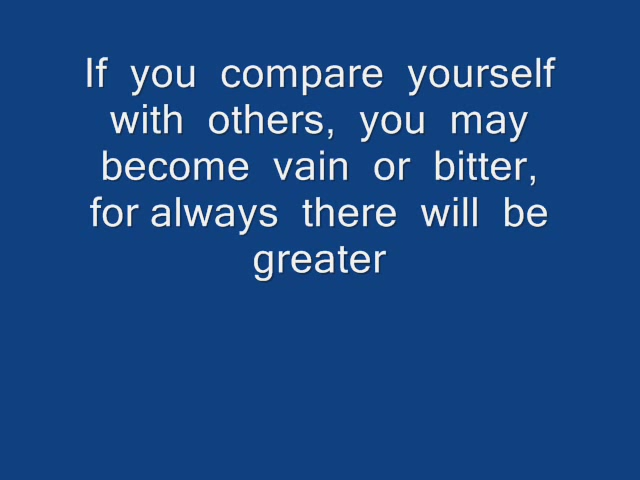 If you compare yourself
with others, you may
become vain or bitter,
for always there will be
greater